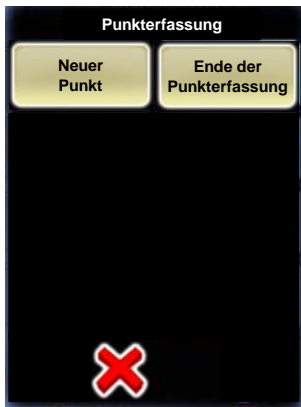 Punkterfassung
Neuer
Punkt
Ende der
Punkterfassung